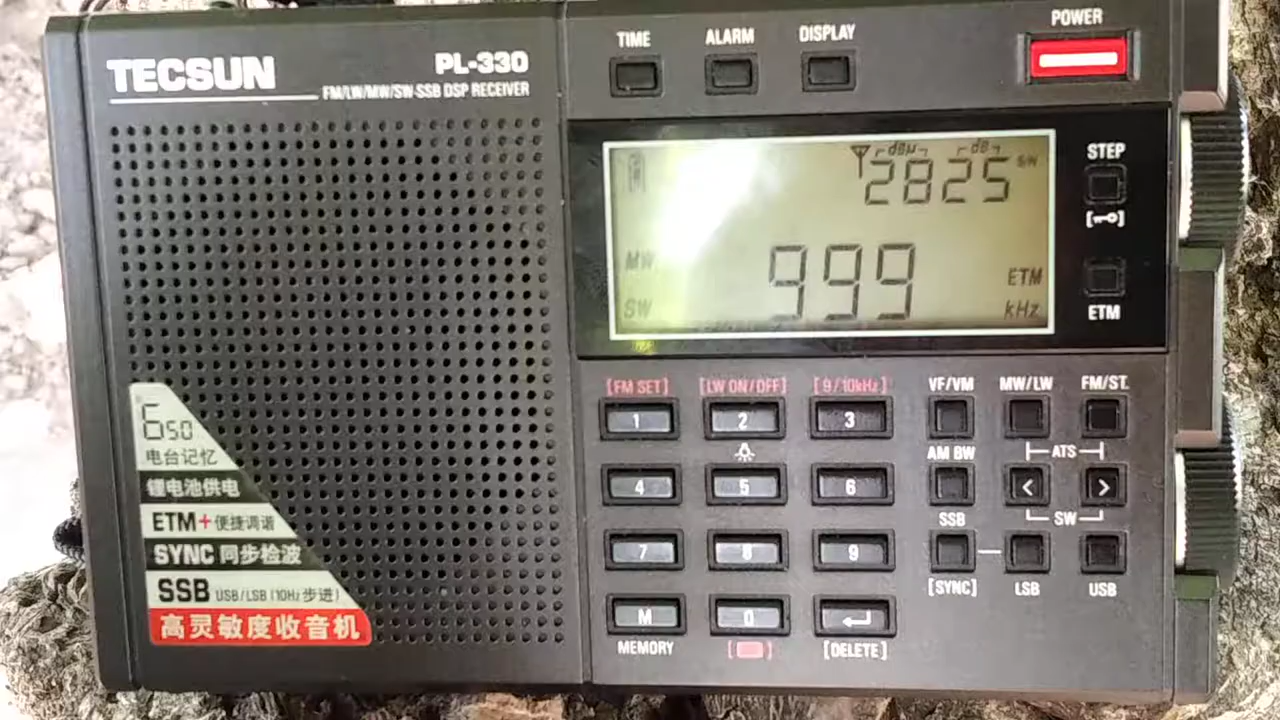 TECSUN
PL-330
FM/LW/MW/SW-SSB DSP RECEIVER
TIME ALARM DISPLAY POWER
dBµ dB
2825 SW
MW 999 ETM
SW kHz
STEP
ETM
[FM SET] [LW ON/OFF] [9/10kHz] VF/VM MW/LW FM/ST.
1 2 3
AM BW ATS
4 5 6 < >
SSB SW
7 8 9
[SYNC] LSB USB
M 0
MEMORY [DELETE]
650
电台记忆
锂电池供电
ETM+便捷调谐
SYNC 同步检波
SSB USB/LSB (10Hz步进)
高灵敏度收音机